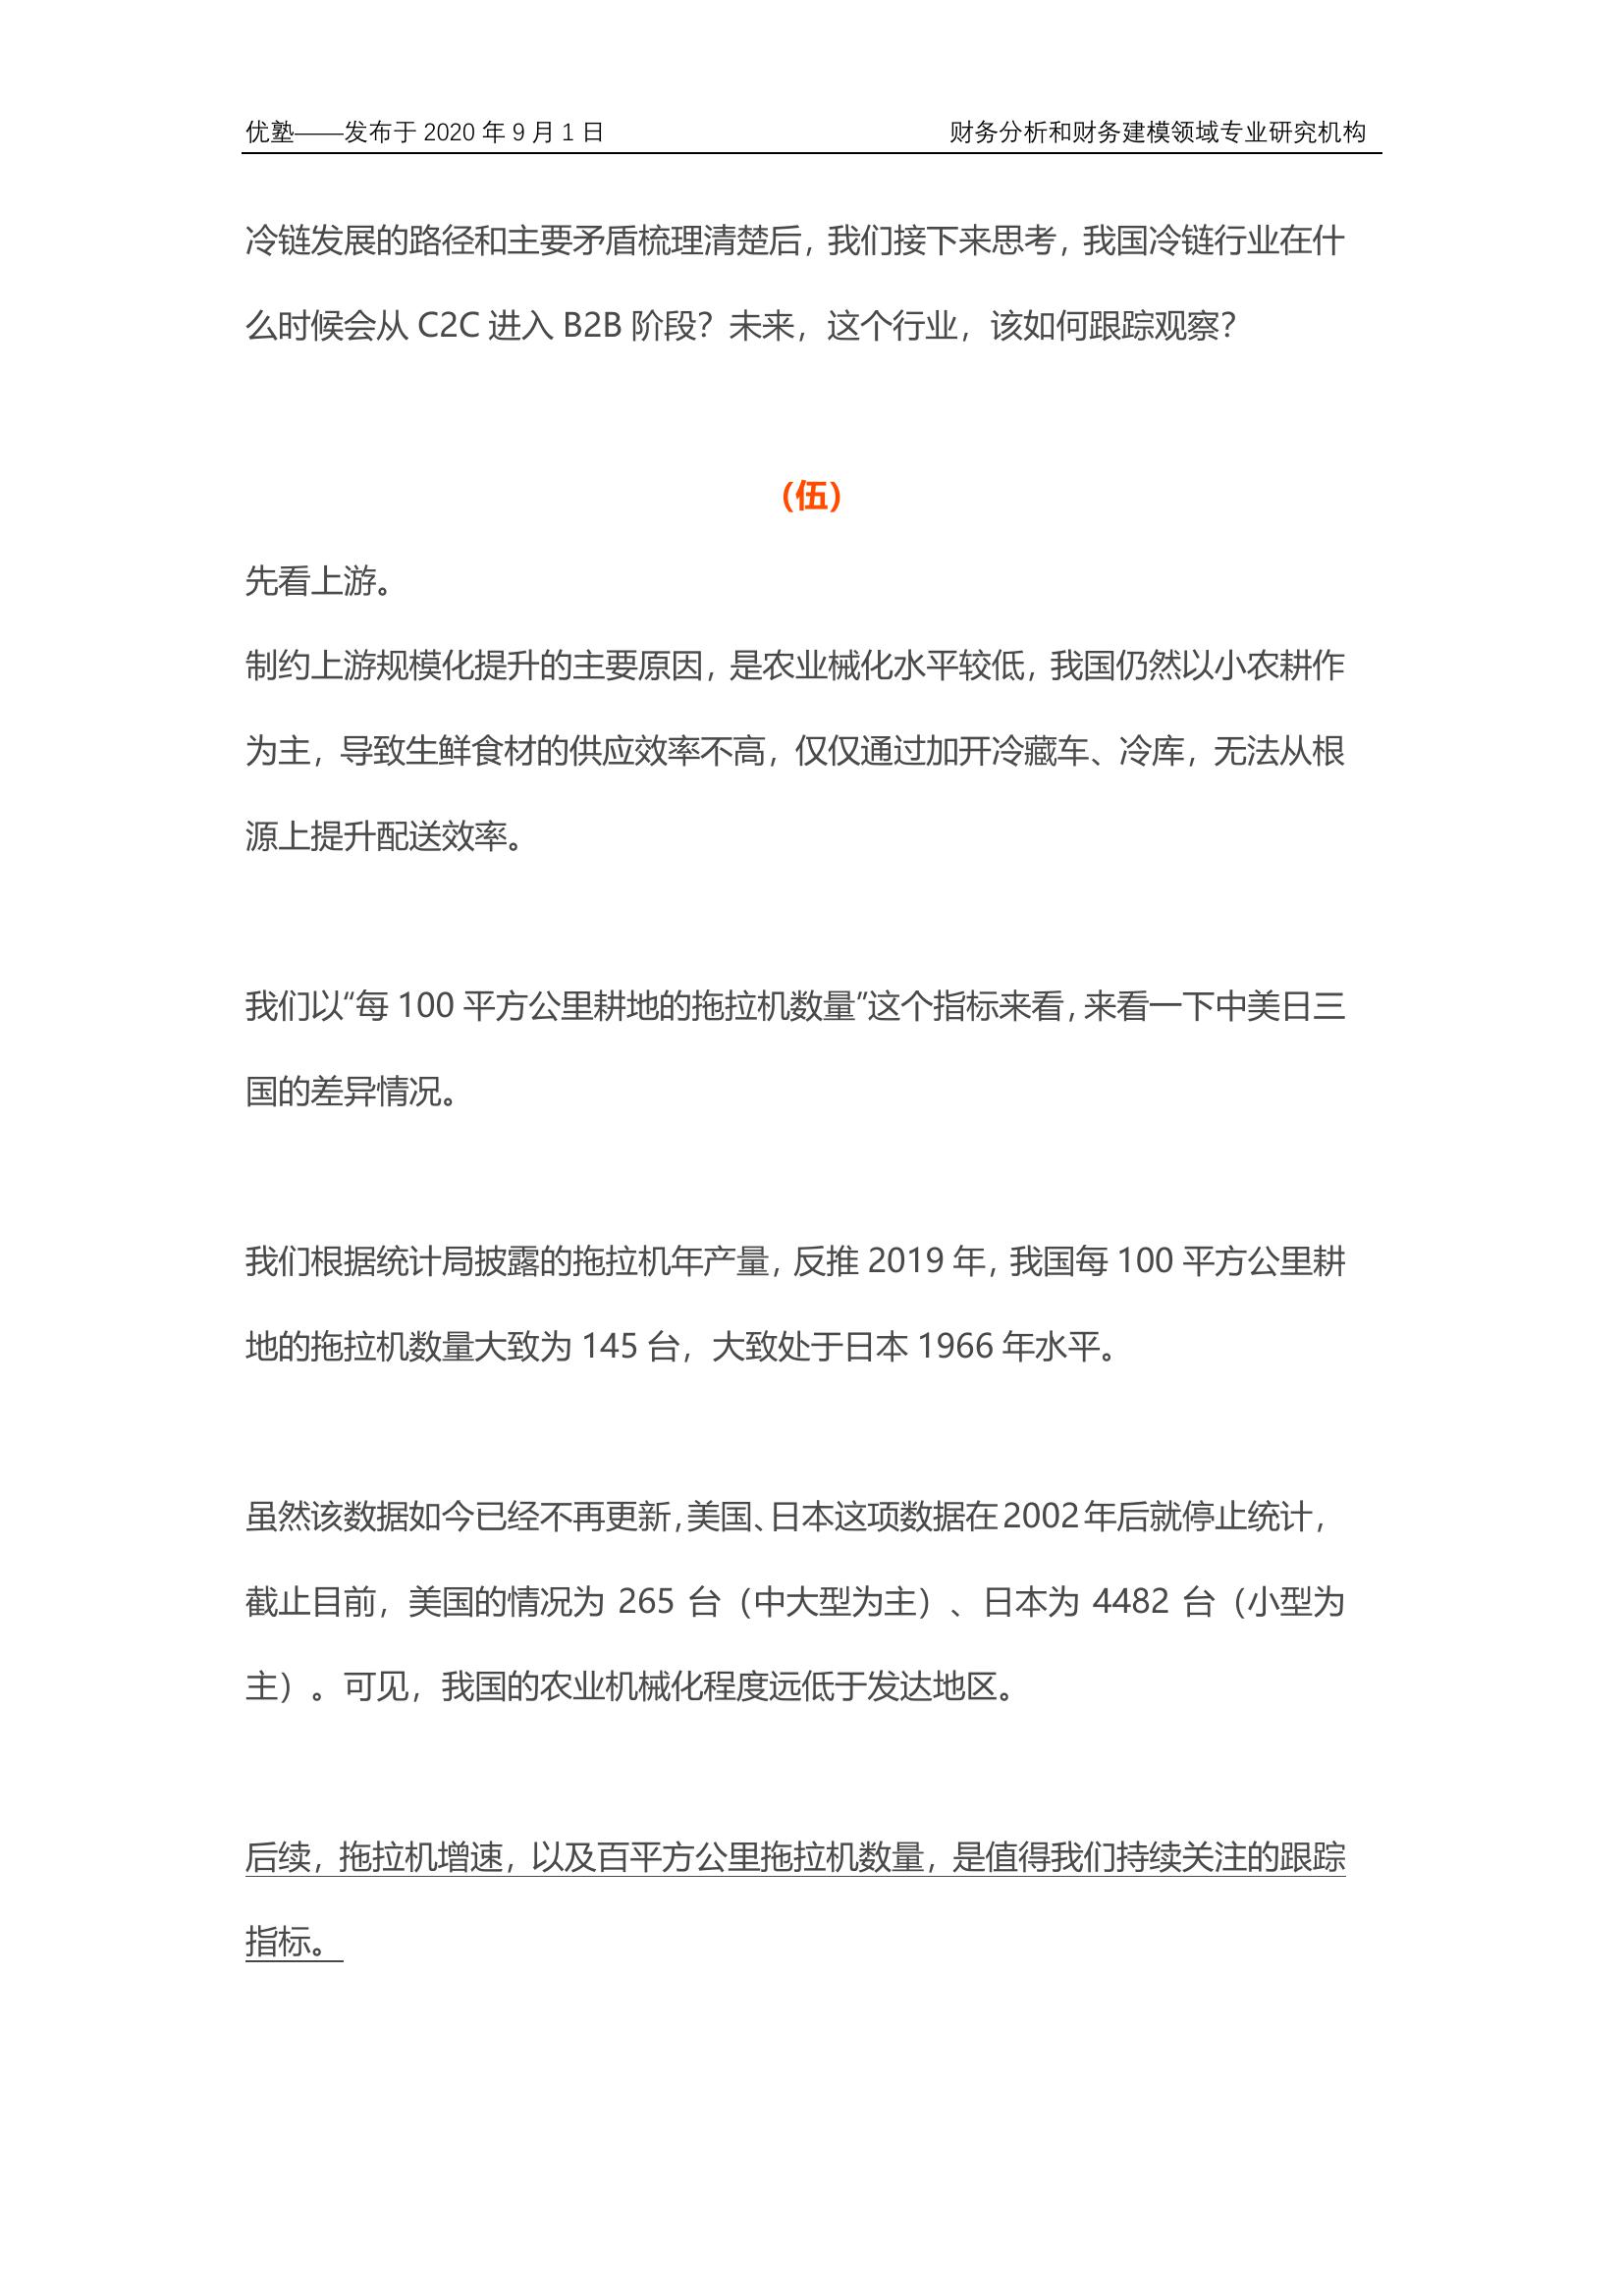 优塾——发布于 2020 年 9 月 1 日 财务分析和财务建模领域专业研究机构
冷链发展的路径和主要矛盾梳理清楚后，我们接下来思考，我国冷链行业在什
么时候会从 C2C 进入 B2B 阶段？未来，这个行业，该如何跟踪观察？
（伍）
先看上游。
制约上游规模化提升的主要原因，是农业械化水平较低，我国仍然以小农耕作
为主，导致生鲜食材的供应效率不高，仅仅通过加开冷藏车、冷库，无法从根
源上提升配送效率。
我们以“每 100 平方公里耕地的拖拉机数量”这个指标来看，来看一下中美日三
国的差异情况。
我们根据统计局披露的拖拉机年产量，反推 2019 年，我国每 100 平方公里耕
地的拖拉机数量大致为 145 台，大致处于日本 1966 年水平。
虽然该数据如今已经不再更新，美国、日本这项数据在 2002 年后就停止统计，
截止目前，美国的情况为 265 台（中大型为主）、日本为 4482 台（小型为
主）。可见，我国的农业机械化程度远低于发达地区。
后续，拖拉机增速，以及百平方公里拖拉机数量，是值得我们持续关注的跟踪
指标。